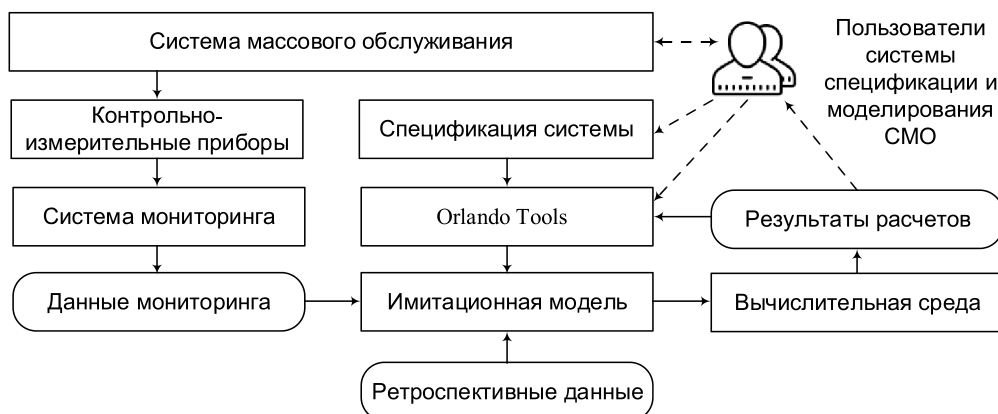 Система массового обслуживания
Пользователи
системы
спецификации и
моделирования
СМО
Контрольно-
измерительные приборы
Спецификация системы
Система мониторинга
Orlando Tools
Результаты расчетов
Данные мониторинга
Имитационная модель
Вычислительная среда
Ретроспективные данные